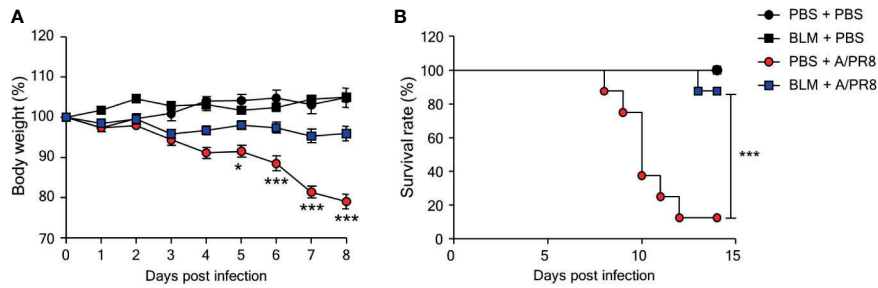 A
Body weight (%)
120
110
100
90
80
70
0 1 2 3 4 5 6 7 8
Days post infection
*
***
***
***
B
Survival rate (%)
120
100
80
60
40
20
0
0 5 10 15
Days post infection
***
PBS + PBS
BLM + PBS
PBS + A/PR8
BLM + A/PR8